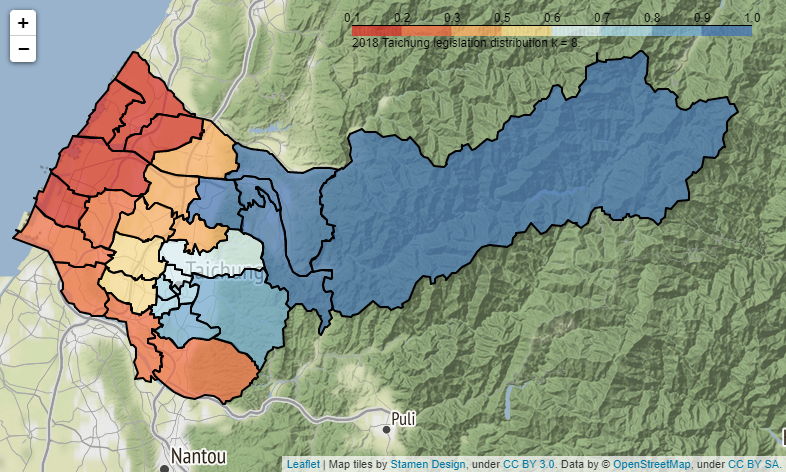 +
−
0.1 0.2 0.3 0.5 0.6 0.7 0.8 0.9 1.0
2018 Taichung legislation distribution k = 8
Taichung
Puli
Nantou
Leaflet | Map tiles by Stamen Design, under CC BY 3.0. Data by © OpenStreetMap, under CC BY SA.